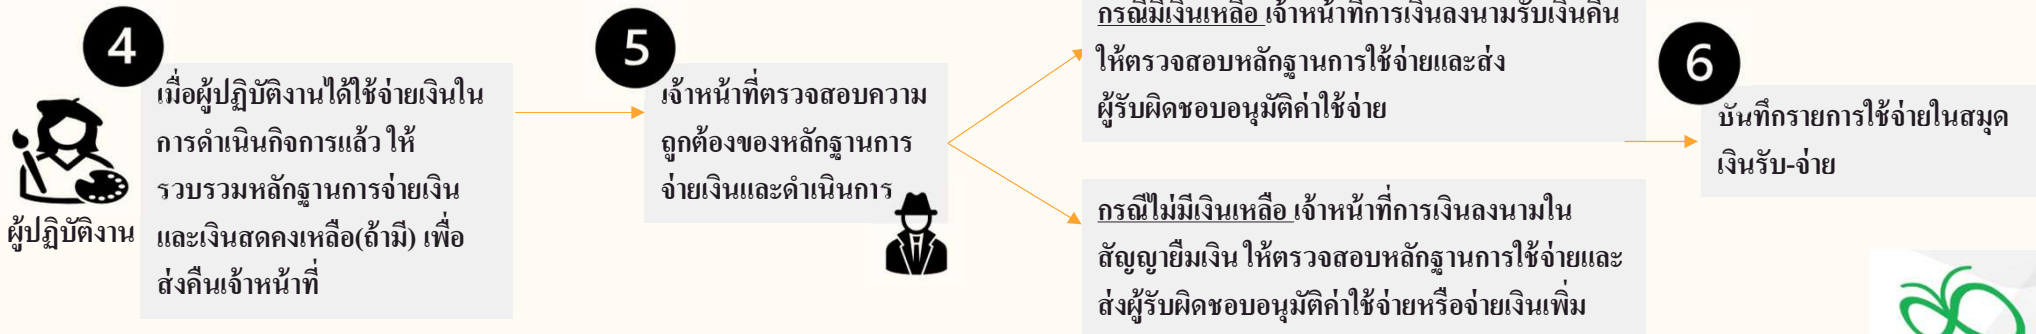 4
เมื่อผู้ปฏิบัติงานได้ใช้จ่ายเงินใน
การดำเนินกิจการแล้ว ให้
รวบรวมหลักฐานการจ่ายเงิน
และเงินสดคงเหลือ(ถ้ามี) เพื่อ
ส่งคืนเจ้าหน้าที่
ผู้ปฏิบัติงาน
5
เจ้าหน้าที่ตรวจสอบความ
ถูกต้องของหลักฐานการ
จ่ายเงินและดำเนินการ
กรณีมีเงินเหลือ เจ้าหน้าที่การเงินลงนามรับเงินคืน
ให้ตรวจสอบหลักฐานการใช้จ่ายและส่ง
ผู้รับผิดชอบอนุมัติค่าใช้จ่าย
กรณีไม่มีเงินเหลือ เจ้าหน้าที่การเงินลงนามใน
สัญญายืมเงิน ให้ตรวจสอบหลักฐานการใช้จ่ายและ
ส่งผู้รับผิดชอบอนุมัติค่าใช้จ่ายหรือจ่ายเงินเพิ่ม
6
บันทึกรายการใช้จ่ายในสมุด
เงินรับ-จ่าย